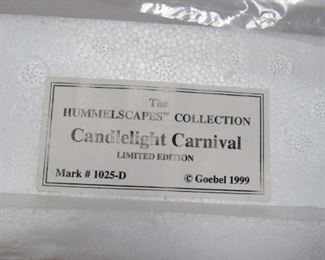 The
HUMMELSCAPES™ COLLECTION
Candlelight Carnival
LIMITED EDITION
Mark # 1025-D © Goebel 1999